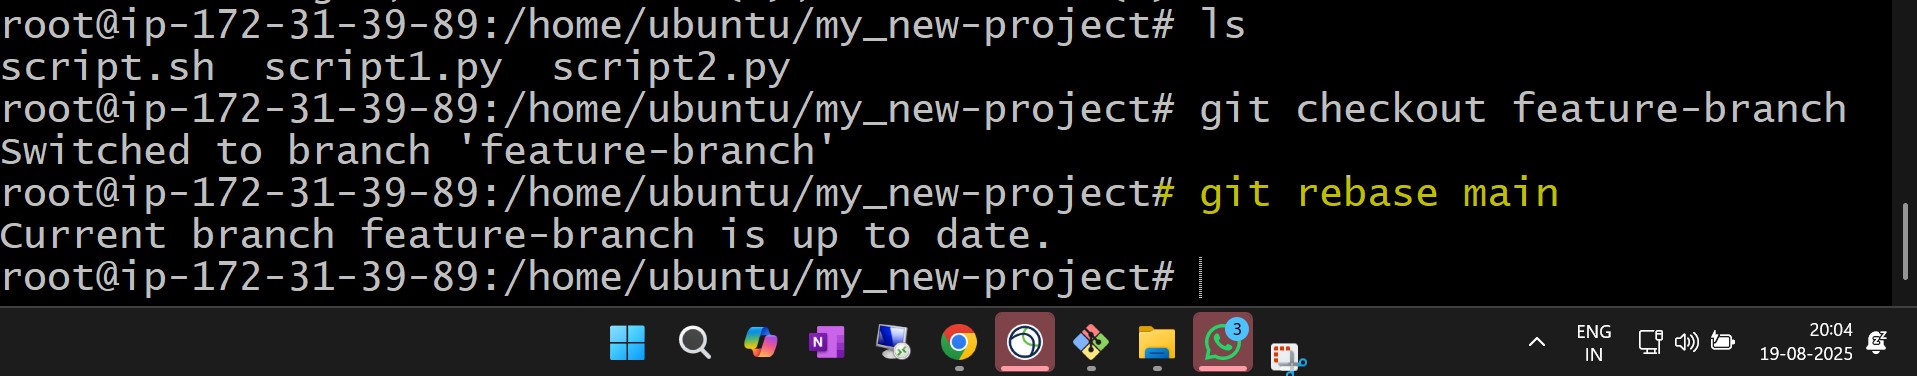 root@ip-172-31-39-89:/home/ubuntu/my_new-project# ls
script.sh  script1.py  script2.py
root@ip-172-31-39-89:/home/ubuntu/my_new-project# git checkout feature-branch
Switched to branch 'feature-branch'
root@ip-172-31-39-89:/home/ubuntu/my_new-project# git rebase main
Current branch feature-branch is up to date.
root@ip-172-31-39-89:/home/ubuntu/my_new-project#
N
3
ENG
IN
20:04
19-08-2025